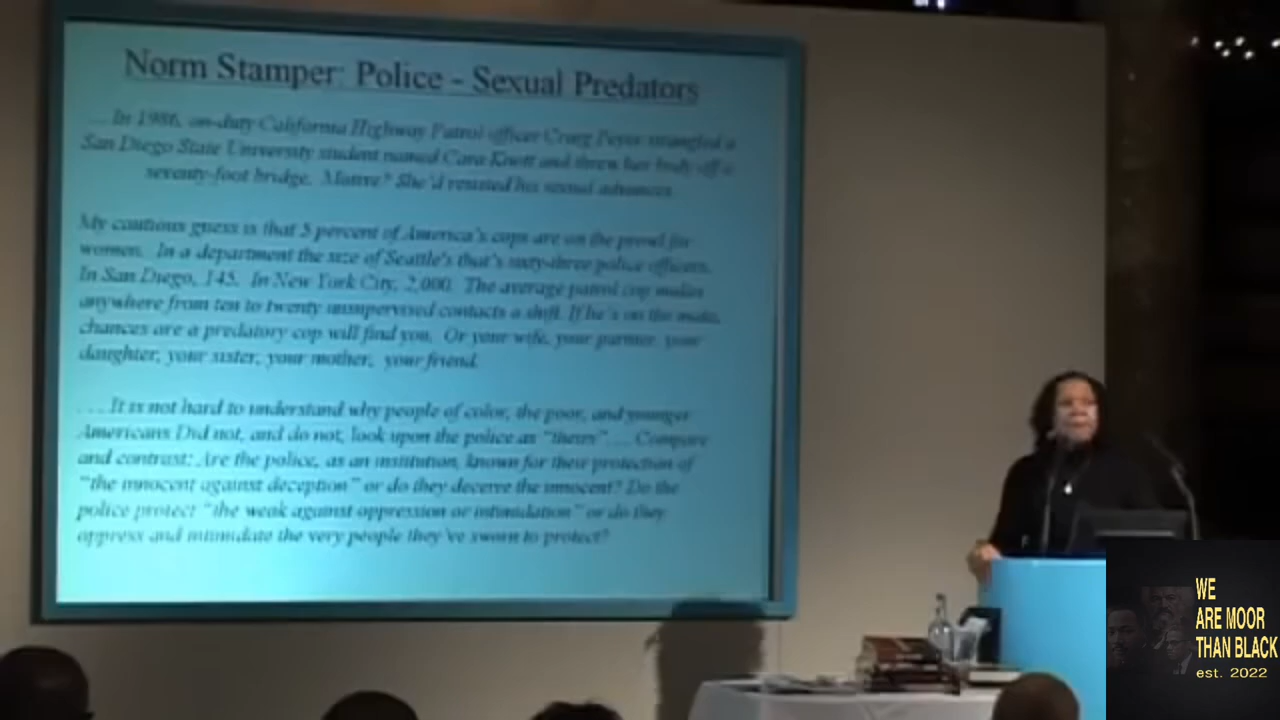 Norm Stamper: Police - Sexual Predators
... In 1986, on-duty California Highway Patrol officer Craig Peyer strangled a
San Diego State University student named Cara Knott and threw her body off a
seventy-foot bridge. Motive? She'd resisted his sexual advances.
My cautious guess is that 5 percent of America's cops are on the prowl for
women. In a department the size of Seattle's that's sixty-three police officers.
In San Diego, 145. In New York City, 2,000. The average patrol cop makes
anywhere from ten to twenty unsupervised contacts a shift. If he's on the make,
chances are a predatory cop will find you. Or your wife, your partner, your
daughter, your sister, your mother, your friend.
. . . It is not hard to understand why people of color, the poor, and younger
Americans Did not, and do not, look upon the police as "theirs". . . Compare
and contrast: Are the police, as an institution, known for their protection of
"the innocent against deception" or do they deceive the innocent? Do the
police protect "the weak against oppression or intimidation" or do they
oppress and intimidate the very people they've sworn to protect?
WE
ARE MOOR
THAN BLACK
est. 2022